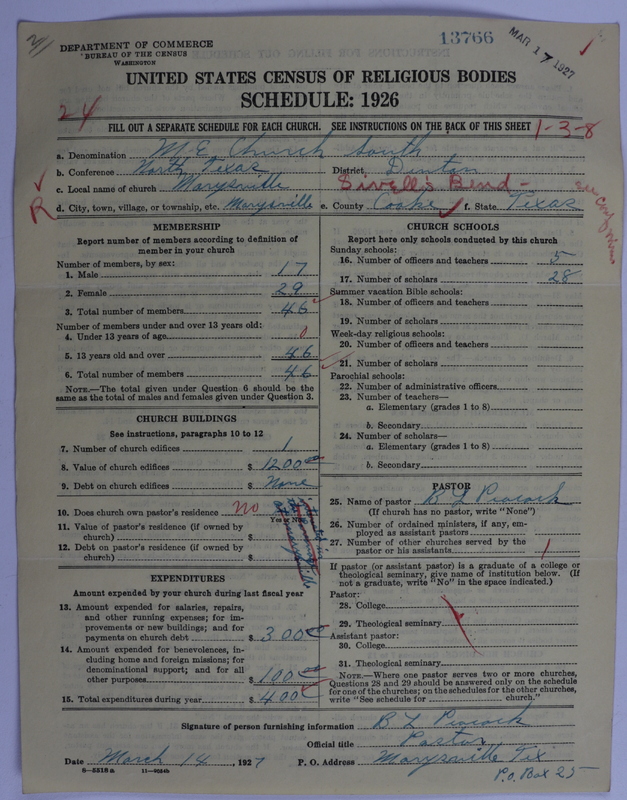 13766
MAR 17 1927
DEPARTMENT OF COMMERCE
BUREAU OF THE CENSUS
WASHINGTON
UNITED STATES CENSUS OF RELIGIOUS BODIES
SCHEDULE: 1926
24
FILL OUT A SEPARATE SCHEDULE FOR EACH CHURCH. SEE INSTRUCTIONS ON THE BACK OF THIS SHEET 1-3-8
a. Denomination M.E. Church South
b. Conference North Texas District Denton
c. Local name of church Marysville Sivell's Bend -
R
d. City, town, village, or township, etc. Marysville e. County Cooke f. State Texas
MEMBERSHIP
Report number of members according to definition of
member in your church
Number of members, by sex:
1. Male 17
2. Female 29
3. Total number of members 46
Number of members under and over 13 years old:
4. Under 13 years of age 0
5. 13 years old and over 46
6. Total number of members 46
NOTE.—The total given under Question 6 should be
same as the total of males and females given under Question 3.
CHURCH BUILDINGS
See instructions, paragraphs 10 to 12
7. Number of church edifices 1
8. Value of church edifices $ 1200.00
9. Debt on church edifices $ None
10. Does church own pastor's residence no
Yes or No
11. Value of pastor's residence (if owned by
church) $
12. Debt on pastor's residence (if owned by
church) $
EXPENDITURES
Amount expended by your church during last fiscal year
13. Amount expended for salaries, repairs,
and other running expenses; for im-
provements or new buildings; and for
payments on church debt $ 300.00
14. Amount expended for benevolences, in-
cluding home and foreign missions; for
denominational support; and for all
other purposes $ 100.00
15. Total expenditures during year $ 400.00
CHURCH SCHOOLS
Report here only schools conducted by this church
Sunday schools:
16. Number of officers and teachers 5
17. Number of scholars 28
Summer vacation Bible schools:
18. Number of officers and teachers
19. Number of scholars
Week-day religious schools:
20. Number of officers and teachers
21. Number of scholars
Parochial schools:
22. Number of administrative officers
23. Number of teachers—
a. Elementary (grades 1 to 8)
b. Secondary
24. Number of scholars—
a. Elementary (grades 1 to 8)
b. Secondary
PASTOR
25. Name of pastor B L Peacock
(If church has no pastor, write "None")
26. Number of ordained ministers, if any, em-
ployed as assistant pastors
27. Number of other churches served by the
pastor or his assistants 1
If pastor (or assistant pastor) is a graduate of a college or
theological seminary, give name of institution below. (If
not a graduate, write "No" in the space indicated.)
Pastor:
28. College
29. Theological seminary
Assistant pastor:
30. College
31. Theological seminary
NOTE.—Where one pastor serves two or more churches,
Questions 28 and 29 should be answered only on the schedule
for one of the churches; on the schedules for the other churches,
write "See schedule for church."
Signature of person furnishing information B L Peacock
Official title Pastor
Date March 14, 1927 P. O. Address Marysville Tex
8-5518a 11-9204b P.O. Box 25